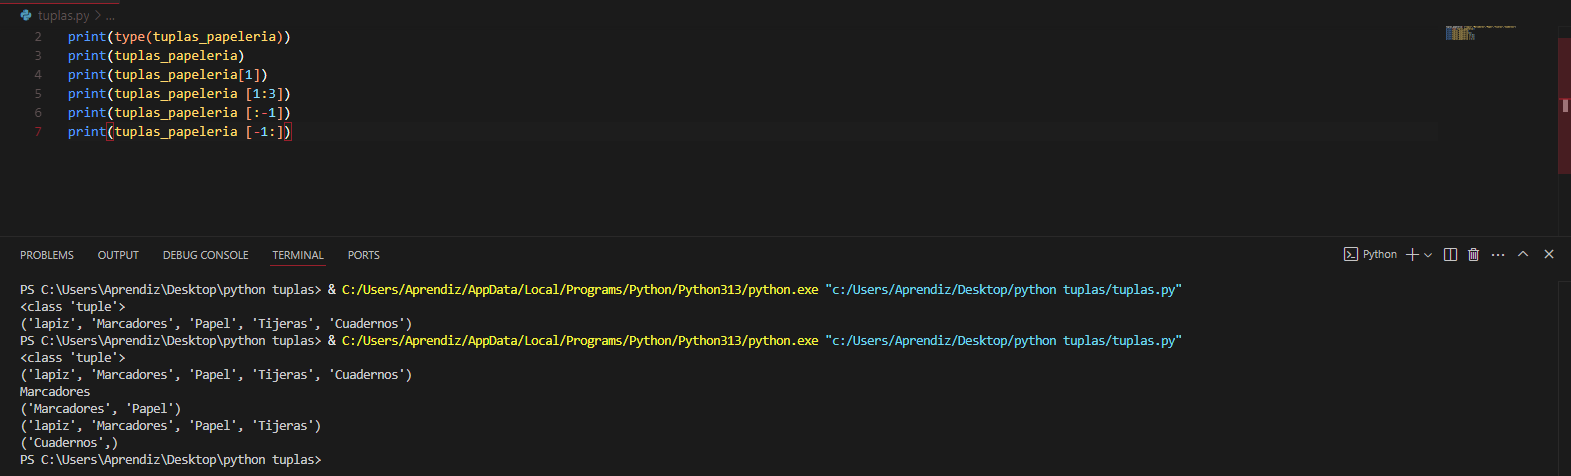 tuplas.py > ...
2 print(type(tuplas_papeleria))
3 print(tuplas_papeleria)
4 print(tuplas_papeleria[1])
5 print(tuplas_papeleria [1:3])
6 print(tuplas_papeleria [:-1])
7 print(tuplas_papeleria [-1:])
PROBLEMS OUTPUT DEBUG CONSOLE TERMINAL PORTS Python
PS C:\Users\Aprendiz\Desktop\python tuplas> & C:/Users/Aprendiz/AppData/Local/Programs/Python/Python313/python.exe "c:/Users/Aprendiz/Desktop/python tuplas/tuplas.py"
<class 'tuple'>
('lapiz', 'Marcadores', 'Papel', 'Tijeras', 'Cuadernos')
PS C:\Users\Aprendiz\Desktop\python tuplas> & C:/Users/Aprendiz/AppData/Local/Programs/Python/Python313/python.exe "c:/Users/Aprendiz/Desktop/python tuplas/tuplas.py"
<class 'tuple'>
('lapiz', 'Marcadores', 'Papel', 'Tijeras', 'Cuadernos')
Marcadores
('Marcadores', 'Papel')
('lapiz', 'Marcadores', 'Papel', 'Tijeras')
('Cuadernos',)
PS C:\Users\Aprendiz\Desktop\python tuplas>